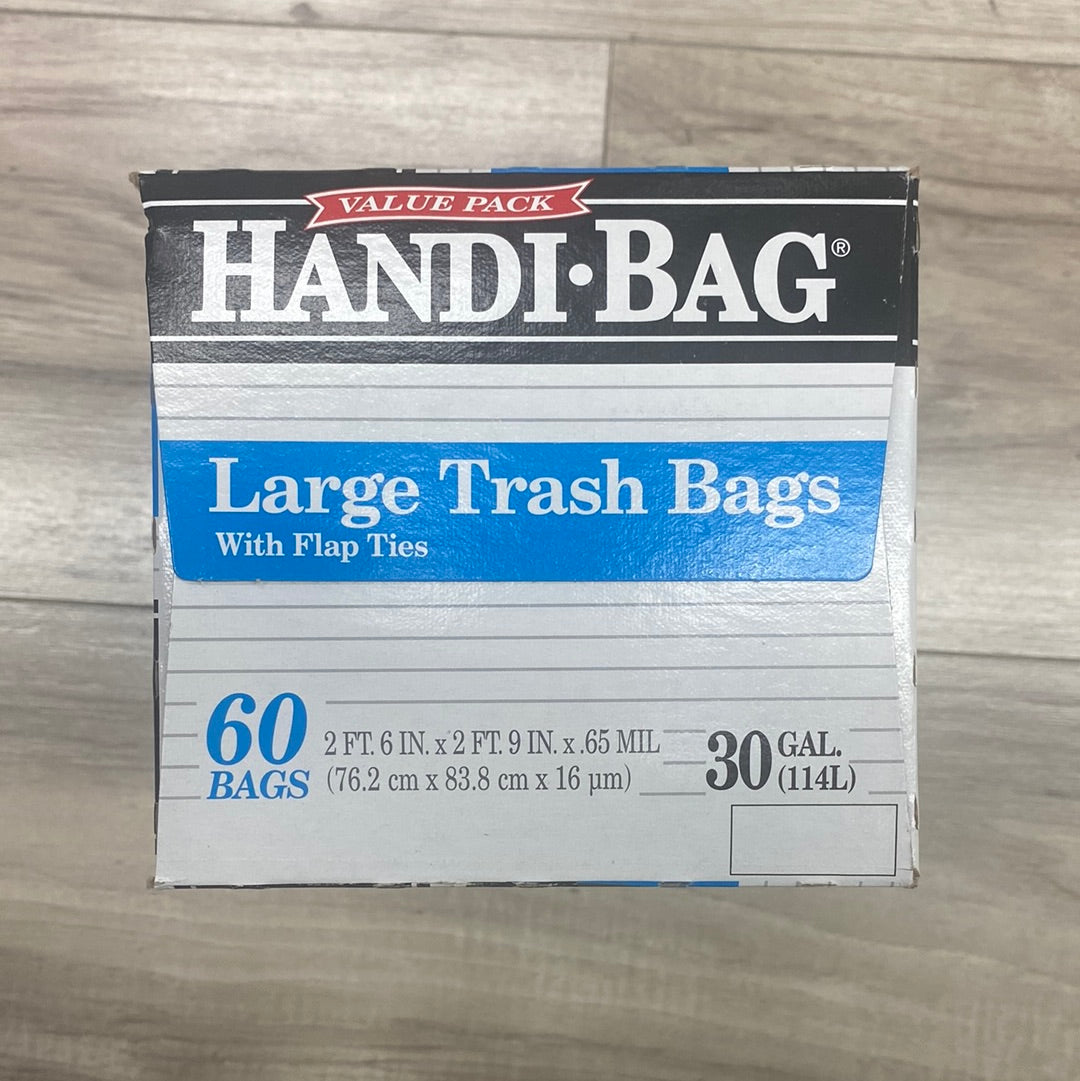 VALUE PACK
HANDI•BAG®
Large Trash Bags
With Flap Ties
60
BAGS
2 FT. 6 IN. x 2 FT. 9 IN. x .65 MIL
(76.2 cm x 83.8 cm x 16 µm)
30 GAL.
(114L)